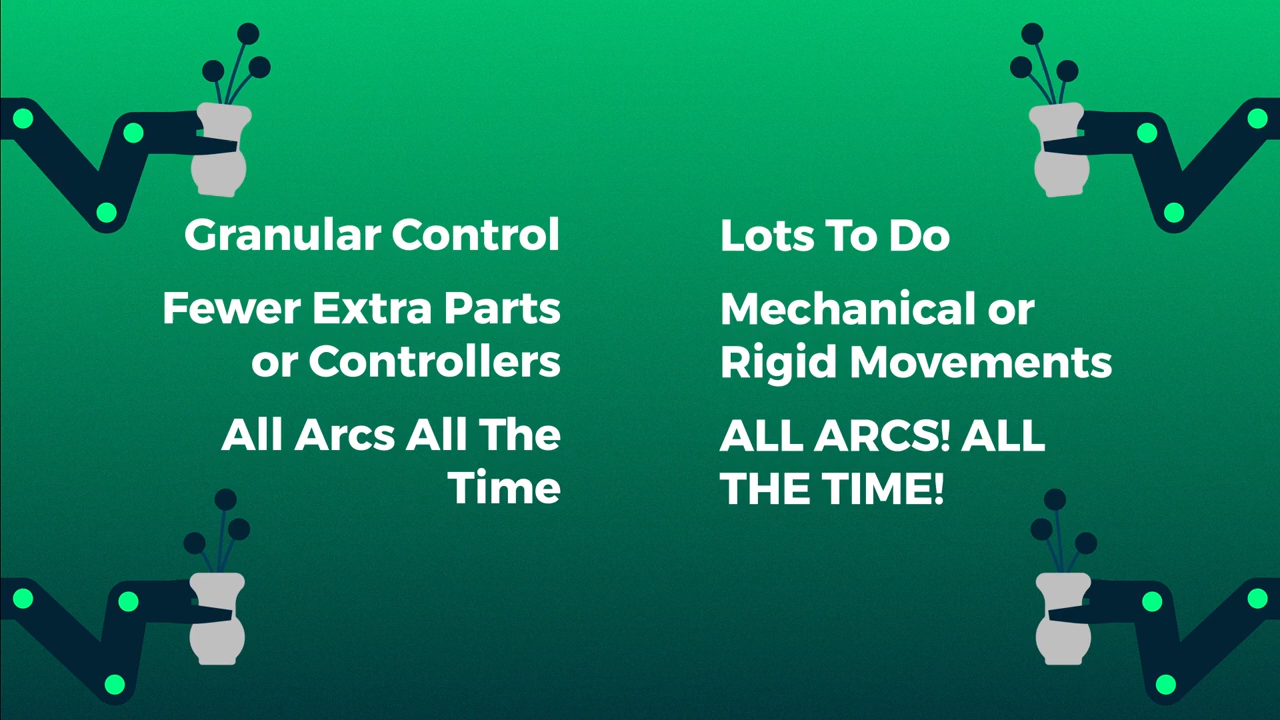 Granular Control
Fewer Extra Parts
or Controllers
All Arcs All The
Time
Lots To Do
Mechanical or
Rigid Movements
ALL ARCS! ALL
THE TIME!